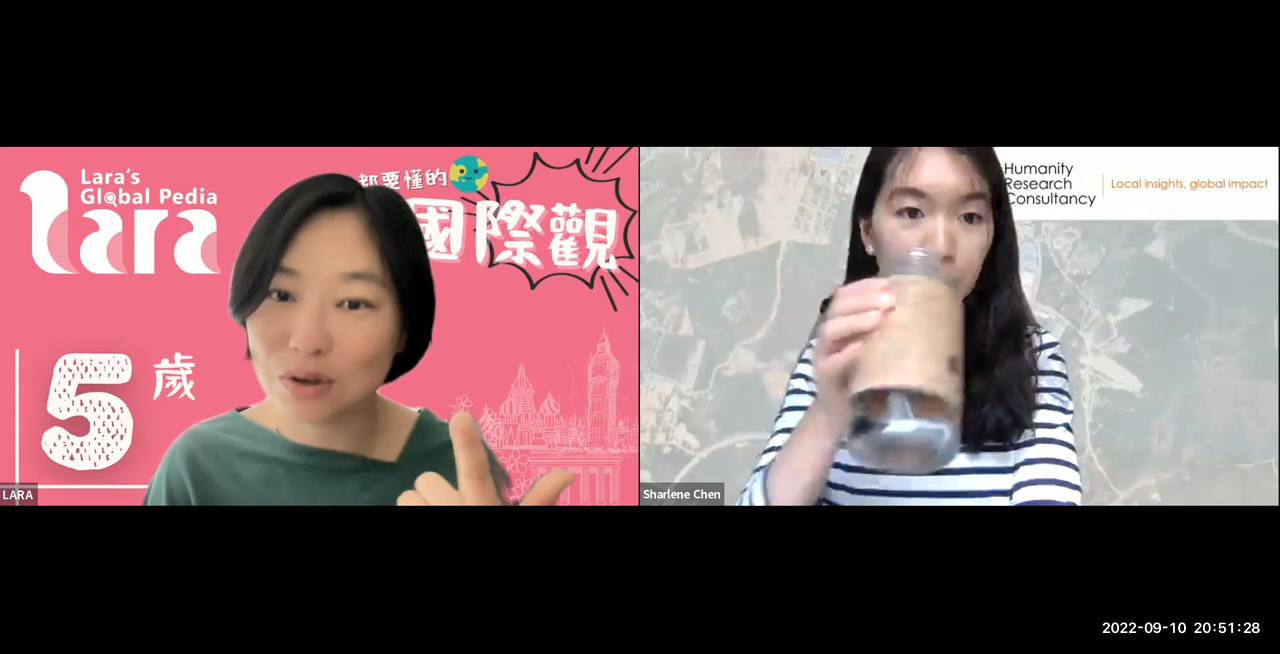 Lara's
Global Pedia
lara
都要懂的
國際觀
5歲
LARA
Humanity
Research
Consultancy
Local insights, global impact
Sharlene Chen
2022-09-10 20:51:28